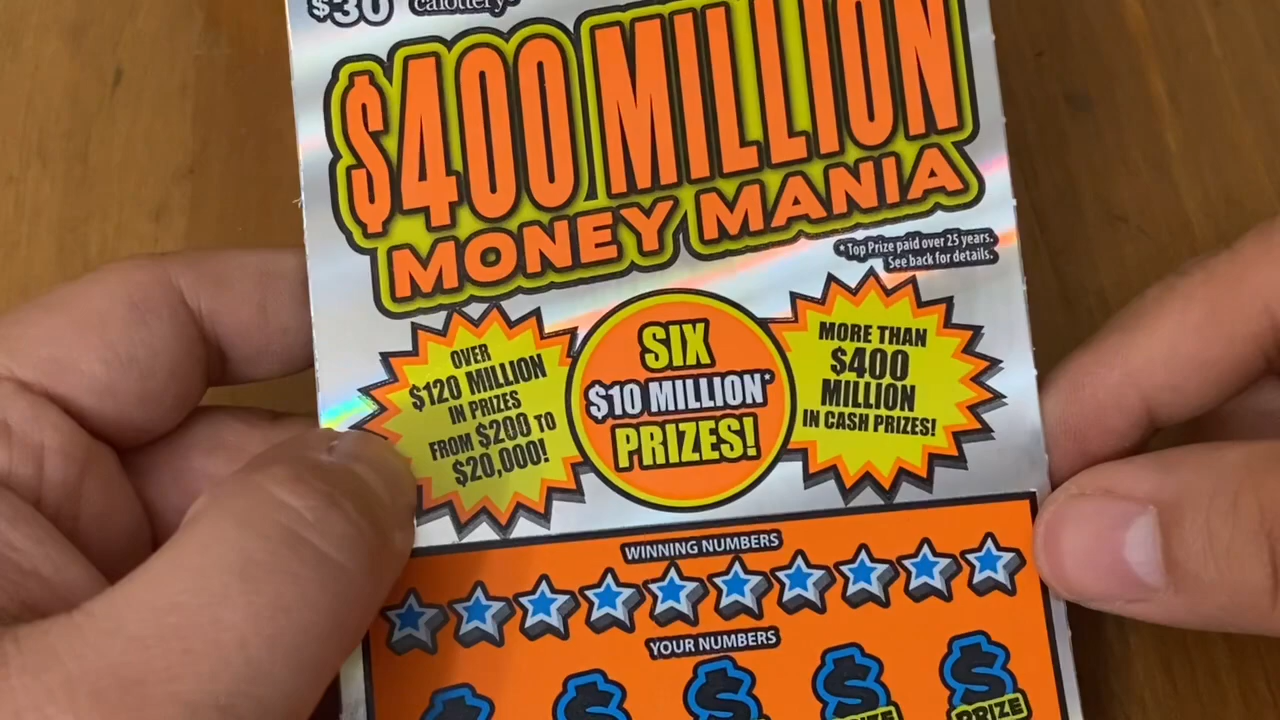 $30 calottery
$400 MILLION
MONEY MANIA
*Top Prize paid over 25 years.
See back for details.
OVER
$120 MILLION
IN PRIZES
FROM $200 TO
$20,000!
SIX
$10 MILLION*
PRIZES!
MORE THAN
$400
MILLION
IN CASH PRIZES!
WINNING NUMBERS
YOUR NUMBERS
$ $ $ $ $
PRIZE